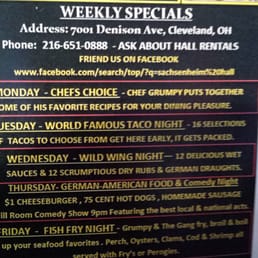 WEEKLY SPECIALS
Address: 7001 Denison Ave, Cleveland, OH
Phone: 216-651-0888 - ASK ABOUT HALL RENTALS
FRIEND US ON FACEBOOK
www.facebook.com/search/top/?q=sachsenheim%20hall
MONDAY - CHEFS CHOICE - CHEF GRUMPY PUTS TOGETHER
SOME OF HIS FAVORITE RECIPES FOR YOUR DINING PLEASURE.
TUESDAY - WORLD FAMOUS TACO NIGHT - 16 SELECTIONS
OF TACOS TO CHOOSE FROM GET HERE EARLY, IT GETS PACKED.
WEDNESDAY - WILD WING NIGHT - 12 DELICIOUS WET
SAUCES & 12 SCRUMPTIOUS DRY RUBS & GERMAN DRAUGHTS.
THURSDAY- GERMAN-AMERICAN FOOD & Comedy Night
$1 CHEESEBURGER , 75 CENT HOT DOGS , HOMEMADE SAUSAGE
ill Room Comedy Show 9pm Featuring the best local & national acts.
FRIDAY - FISH FRY NIGHT - Grumpy & The Gang fry, broil & boil
up your seafood favorites . Perch, Oysters, Clams, Cod & Shrimp all
served with Fry's or Perogies.